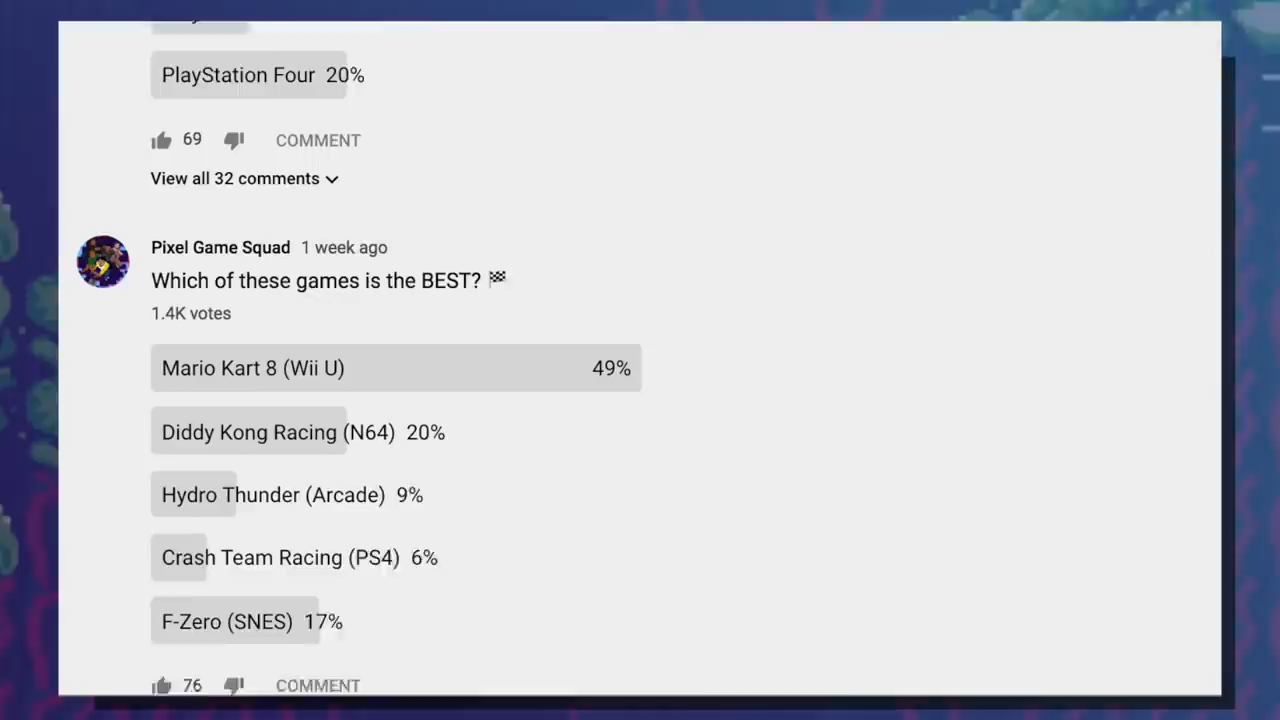 PlayStation Four 20%
69 COMMENT
View all 32 comments
Pixel Game Squad 1 week ago
Which of these games is the BEST?
1.4K votes
Mario Kart 8 (Wii U) 49%
Diddy Kong Racing (N64) 20%
Hydro Thunder (Arcade) 9%
Crash Team Racing (PS4) 6%
F-Zero (SNES) 17%
76 COMMENT